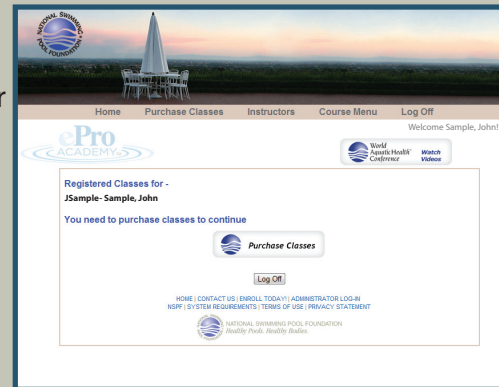 r
NATIONAL SWIMMING
POOL FOUNDATION
Home Purchase Classes Instructors Course Menu Log Off
Welcome Sample, John!
ePro
ACADEMY
World
Aquatic Health
Conference
Watch
Videos
Registered Classes for -
JSample- Sample, John
You need to purchase classes to continue
Purchase Classes
Log Off
HOME | CONTACT US | ENROLL TODAY! | ADMINISTRATOR LOG-IN
NSPF | SYSTEM REQUIREMENTS | TERMS OF USE | PRIVACY STATEMENT
NATIONAL SWIMMING POOL FOUNDATION
Healthy Pools. Healthy Bodies.